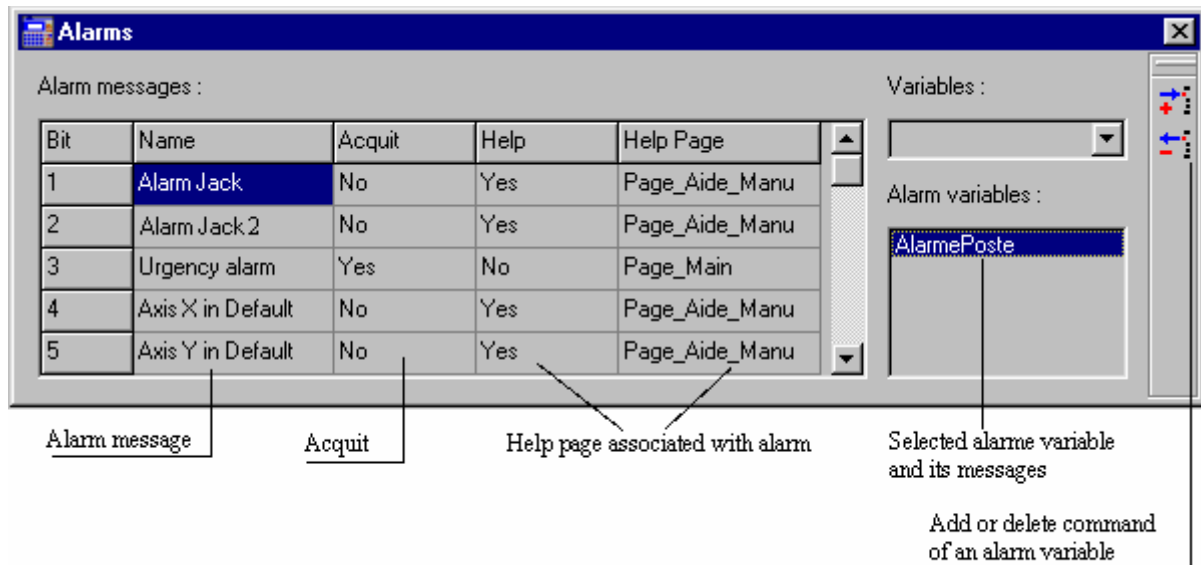 Alarms
Alarm messages :
Variables :
Bit Name Acquit Help Help Page
1 Alarm Jack No Yes Page_Aide_Manu
2 Alarm Jack 2 No Yes Page_Aide_Manu
3 Urgency alarm Yes No Page_Main
4 Axis X in Default No Yes Page_Aide_Manu
5 Axis Y in Default No Yes Page_Aide_Manu
Alarm variables :
AlarmePoste
Alarm message
Acquit
Help page associated with alarm
Selected alarme variable
and its messages
Add or delete command
of an alarm variable